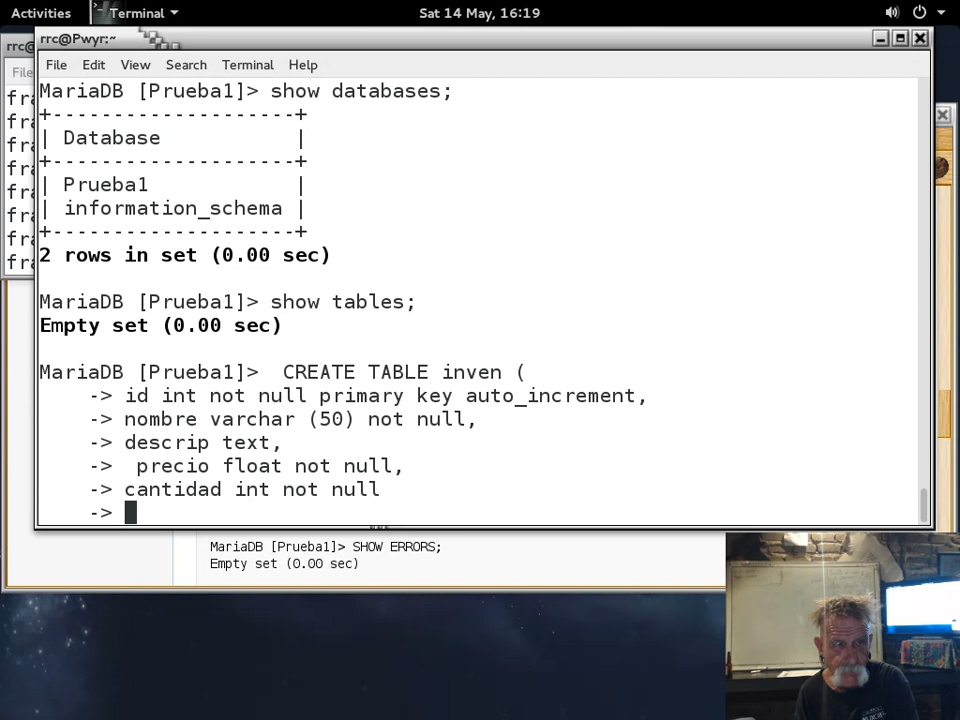 Activities Terminal Sat 14 May, 16:19
rrc@ rrc@Pwyr:~
File File Edit View Search Terminal Help
MariaDB [Prueba1]> show databases;
+--------------------+
| Database |
+--------------------+
| Prueba1 |
| information_schema |
+--------------------+
2 rows in set (0.00 sec)
MariaDB [Prueba1]> show tables;
Empty set (0.00 sec)
MariaDB [Prueba1]> CREATE TABLE inven (
-> id int not null primary key auto_increment,
-> nombre varchar (50) not null,
-> descrip text,
-> precio float not null,
-> cantidad int not null
->
MariaDB [Prueba1]> SHOW ERRORS;
Empty set (0.00 sec)